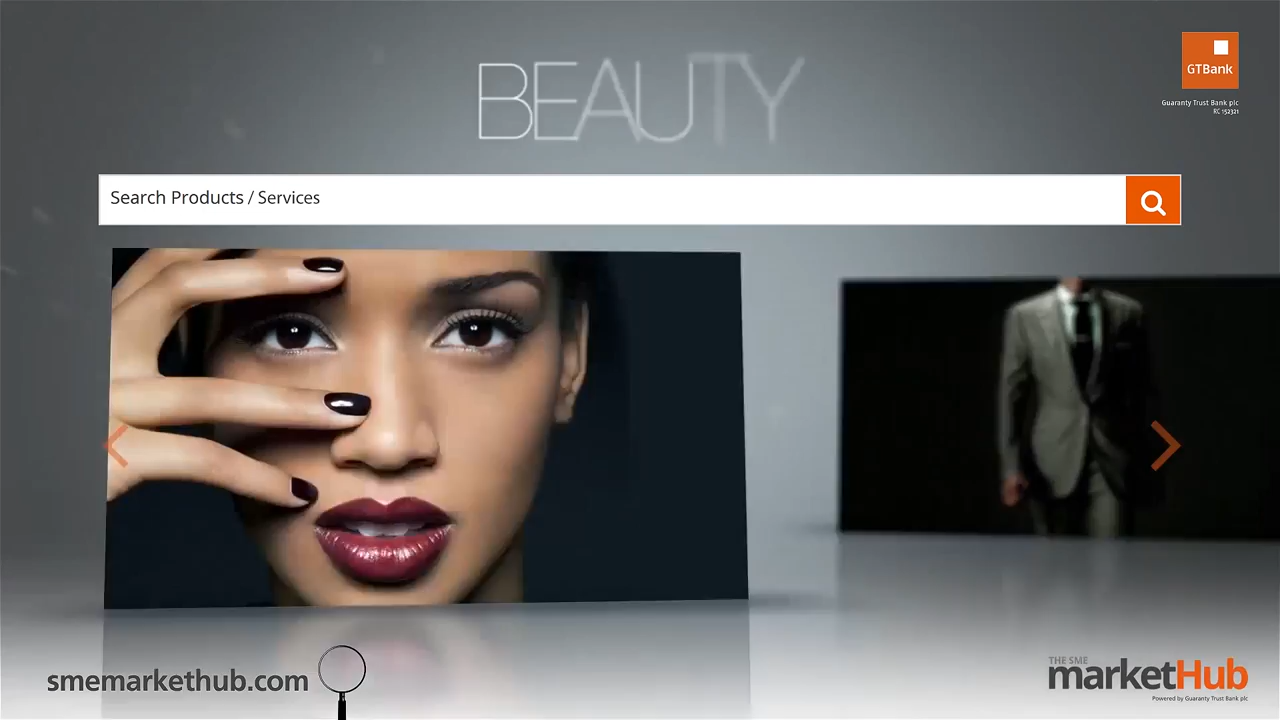 BEAUTY
GTBank
Guaranty Trust Bank plc
RC 152321
Search Products / Services
smemarkethub.com
THE SME
marketHub
Powered by Guaranty Trust Bank plc